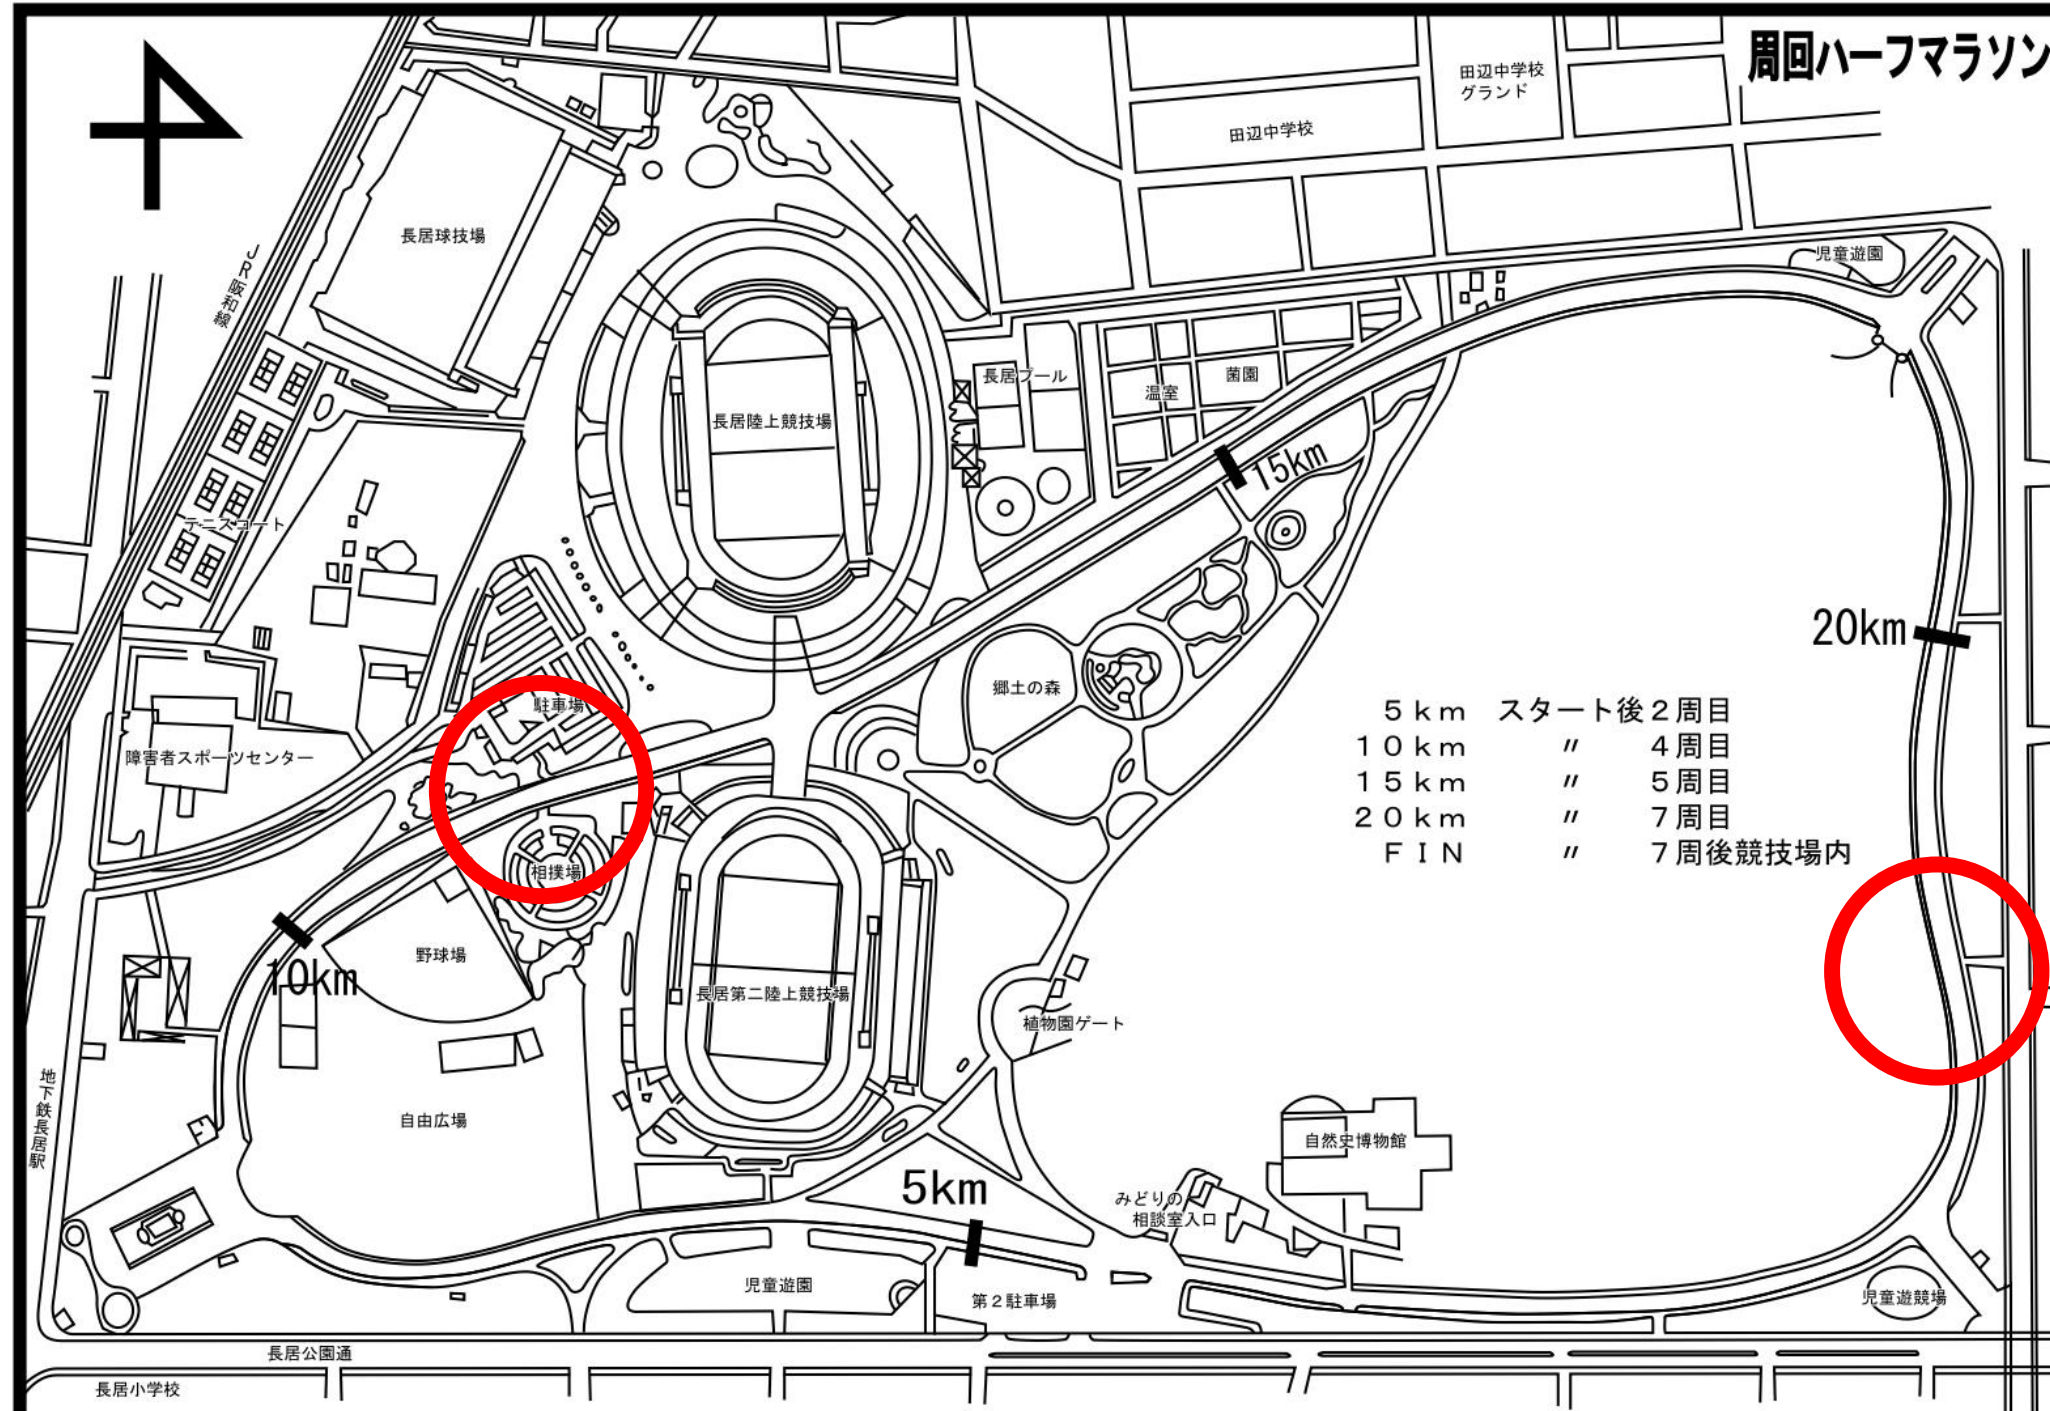 周回ハーフマラソン
田辺中学校
グランド
田辺中学校
長居球技場
児童遊園
JR阪和線
長居プール
菌園
温室
長居陸上競技場
15km
テニスコート
20km
郷土の森
駐車場
障害者スポーツセンター
5km スタート後2周目
10km 〃 4周目
15km 〃 5周目
20km 〃 7周目
FIN 〃 7周後競技場内
相撲場
野球場
10km
長居第二陸上競技場
植物園ゲート
地下鉄長居駅
自由広場
自然史博物館
5km
みどりの
相談室入口
児童遊園
第2駐車場
児童遊競場
長居公園通
長居小学校